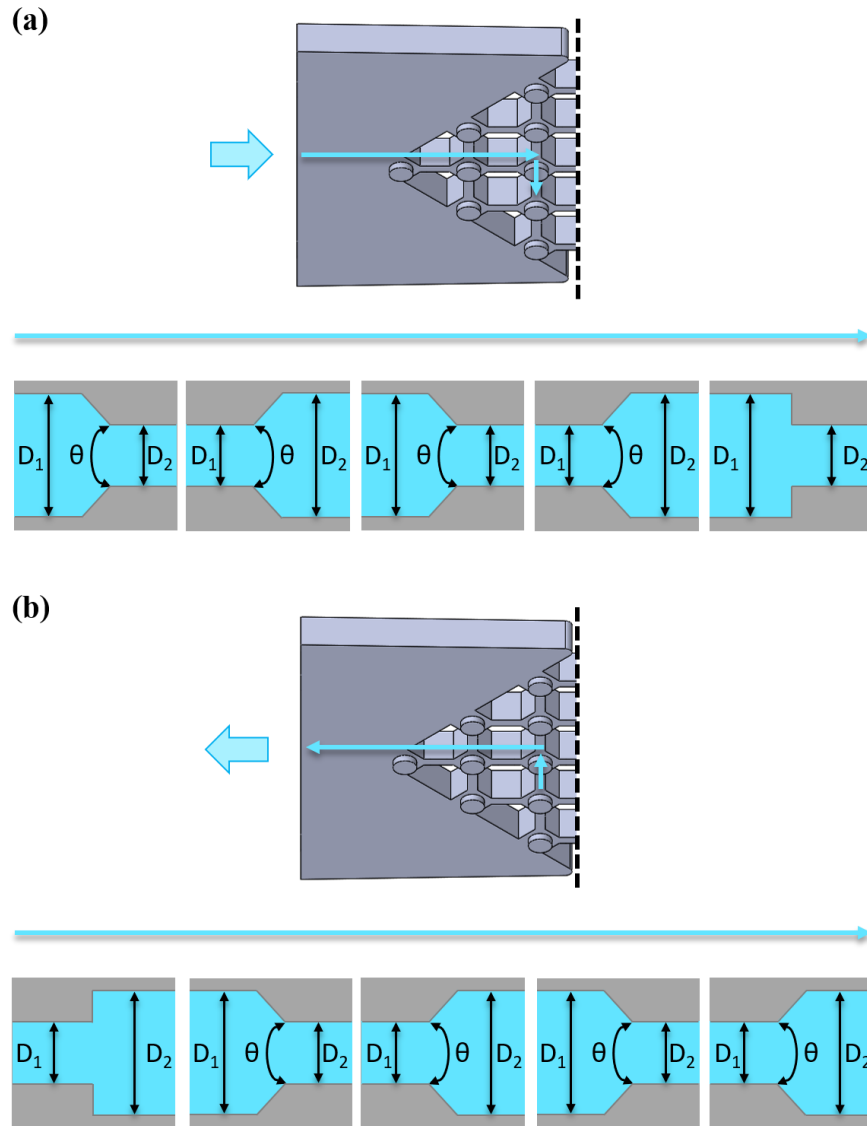 (a)
D₁ θ D₂ D₁ θ D₂ D₁ θ D₂ D₁ θ D₂ D₁ D₂
(b)
D₁ D₂ D₁ θ D₂ D₁ θ D₂ D₁ θ D₂ D₁ θ D₂